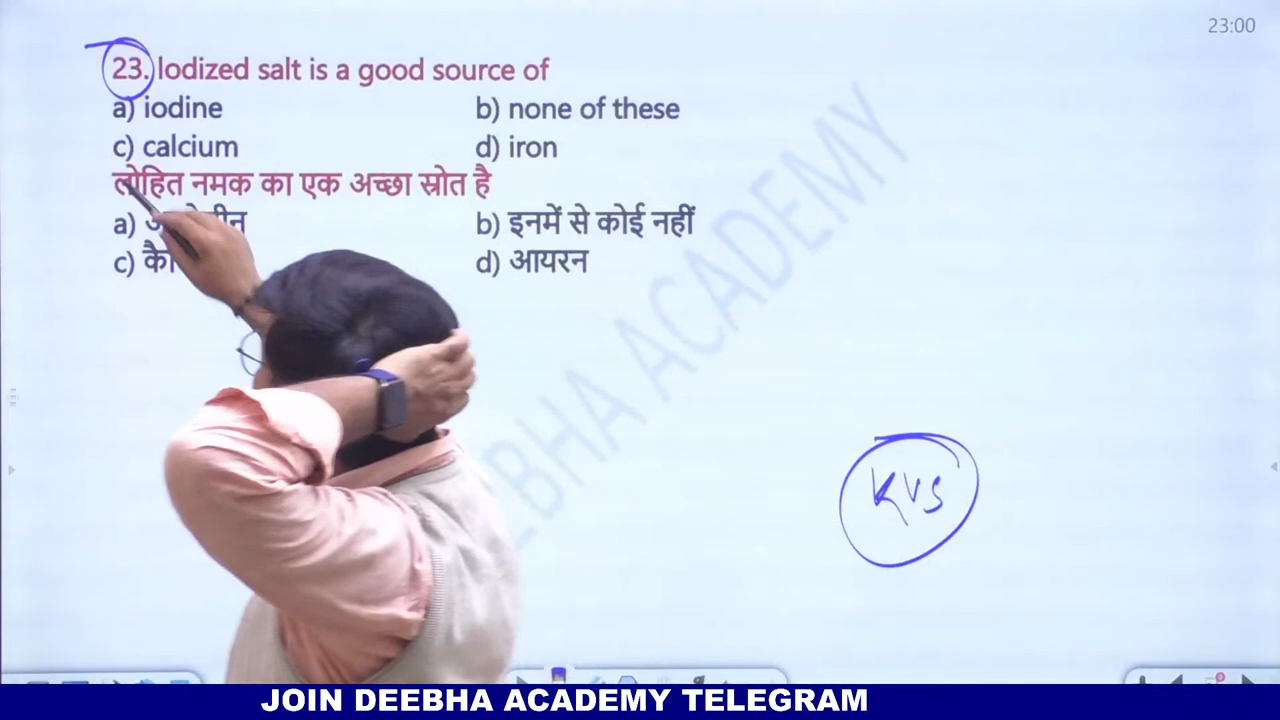 23:00
23. Iodized salt is a good source of
a) iodine b) none of these
c) calcium d) iron
लोहित नमक का एक अच्छा स्रोत है
a) b) इनमें से कोई नहीं
c) d) आयरन
KVS
EBHA ACADEMY
JOIN DEEBHA ACADEMY TELEGRAM